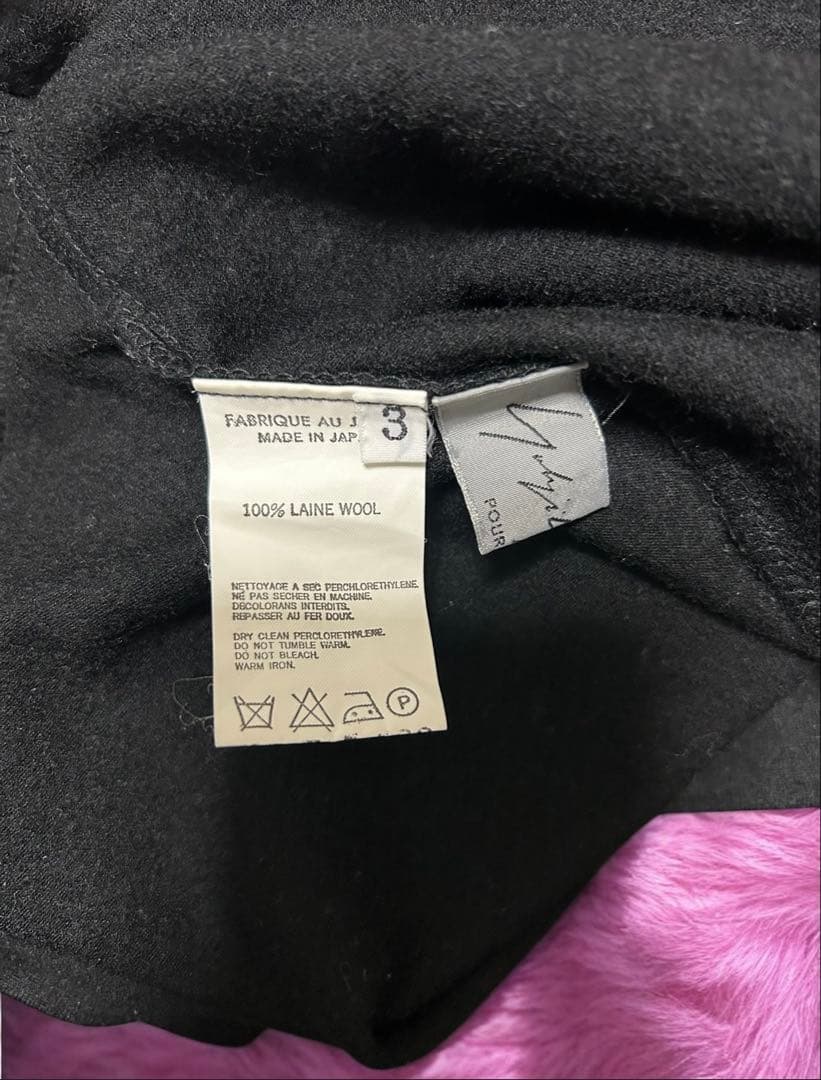 FABRIQUE AU J
MADE IN JAP
3
100% LAINE WOOL
NETTOYAGE A SEC PERCHLORETHYLENE.
NE PAS SECHER EN MACHINE.
DECOLORANS INTERDITS.
REPASSER AU FER DOUX.
DRY CLEAN PERCLORETHYLENE.
DO NOT TUMBLE WARM.
DO NOT BLEACH.
WARM IRON.
P
POUR